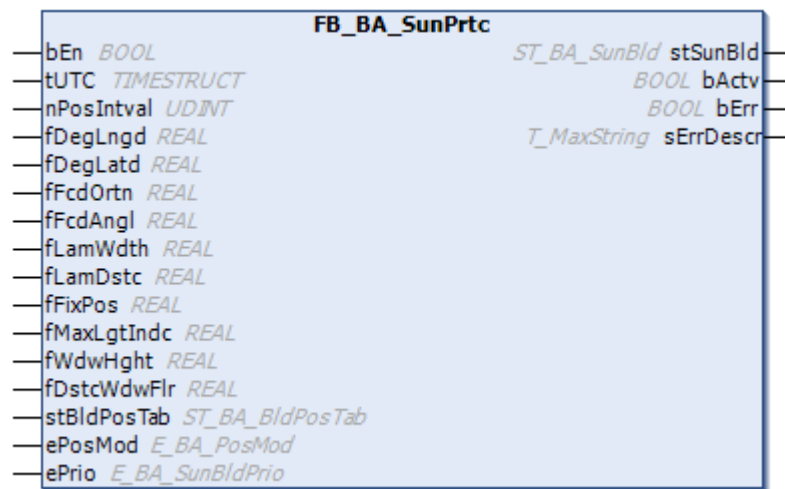 FB_BA_SunPrtc
bEn BOOL ST_BA_SunBld stSunBld
tUTC TIMESTRUCT BOOL bActv
nPosIntval UDINT BOOL bErr
fDegLngd REAL T_MaxString sErrDescr
fDegLatd REAL
fFcdOrtn REAL
fFcdAngl REAL
fLamWdth REAL
fLamDstc REAL
fFixPos REAL
fMaxLgtIndc REAL
fWdwHght REAL
fDstcWdwFlr REAL
stBldPosTab ST_BA_BldPosTab
ePosMod E_BA_PosMod
ePrio E_BA_SunBldPrio